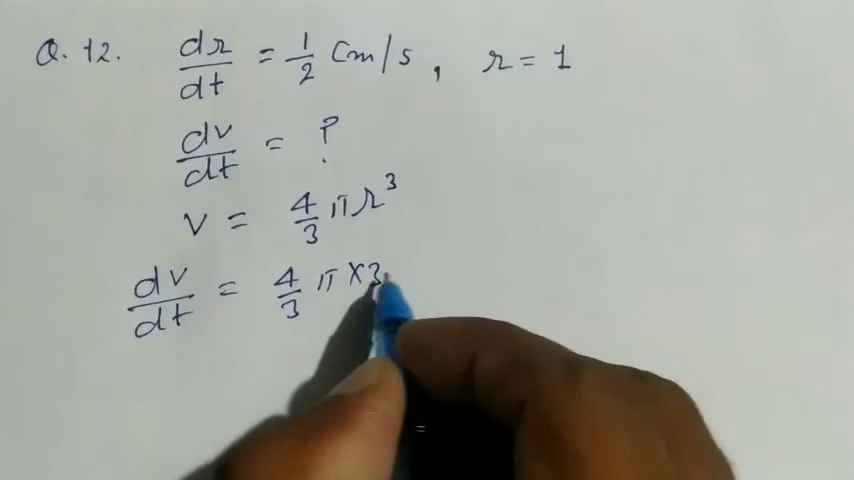 Q. 12. dr/dt = 1/2 cm/s, r = 1
dv/dt = ?
v = 4/3 πr³
dv/dt = 4/3 π×3